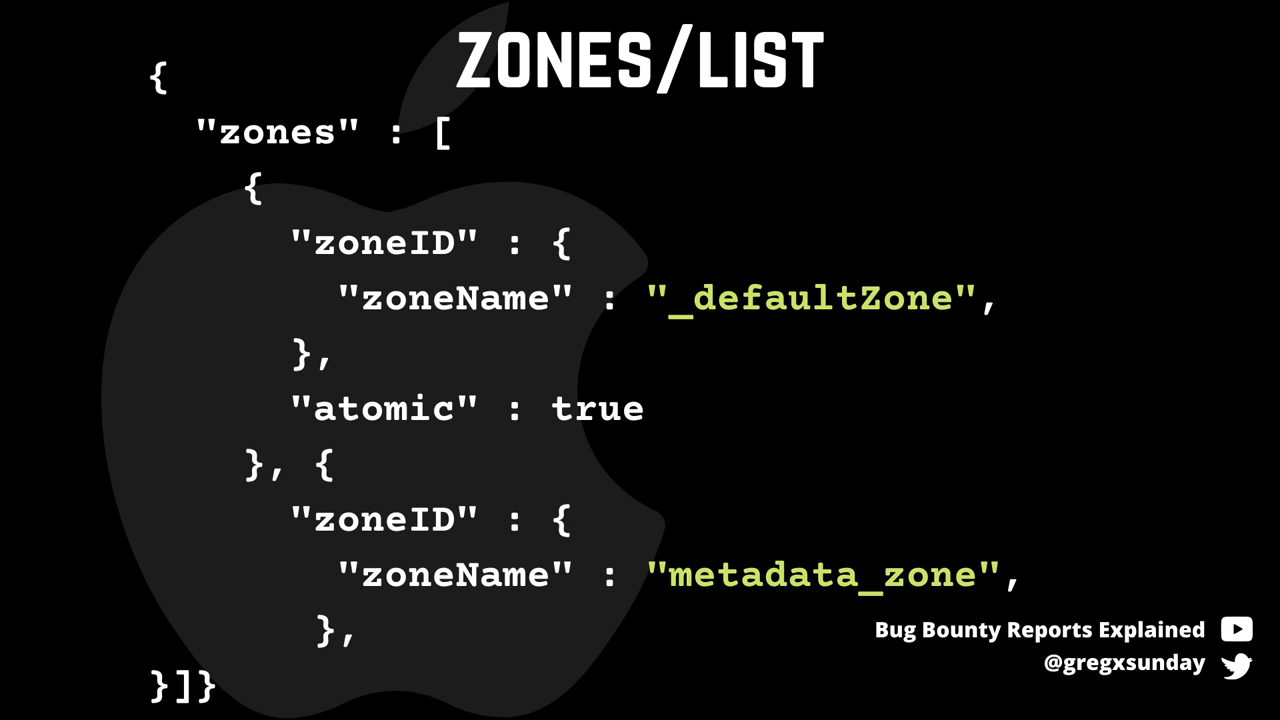 ZONES/LIST
{
"zones" : [
{
"zoneID" : {
"zoneName" : "_defaultZone",
},
"atomic" : true
}, {
"zoneID" : {
"zoneName" : "metadata_zone",
},
}]}
Bug Bounty Reports Explained
@gregxsunday